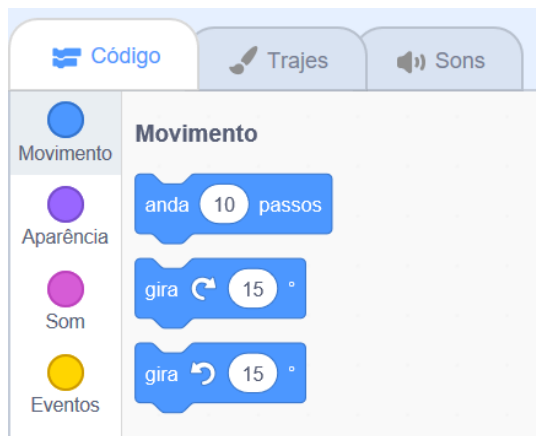 Código
Trajes
Sons
Movimento
Aparência
Som
Eventos
Movimento
anda 10 passos
gira 15 °
gira 15 °